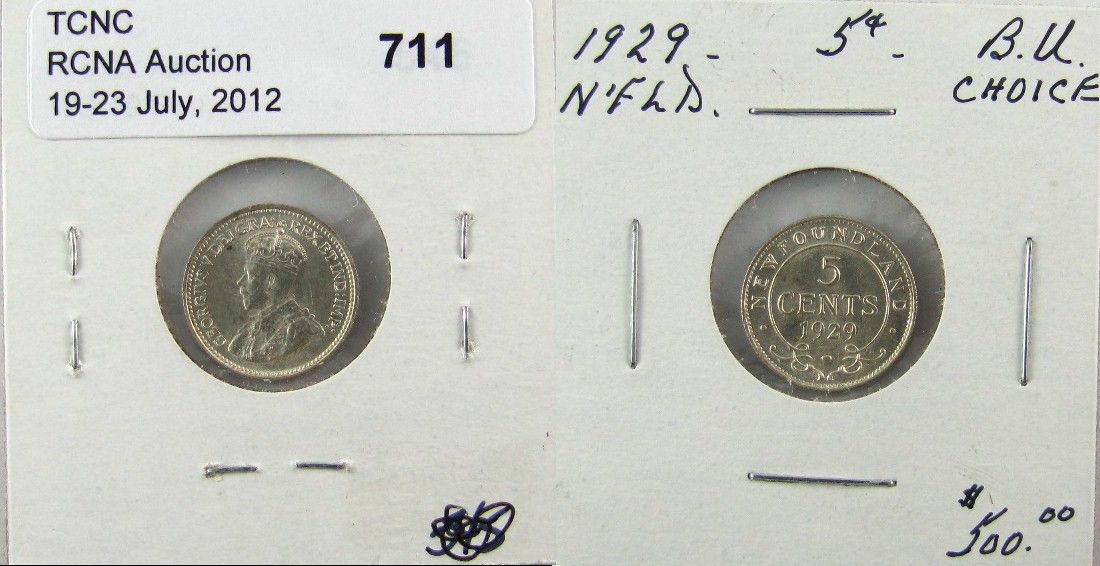 TCNC
RCNA Auction
19-23 July, 2012
711
GEORGIVS V DEI GRA: REX ET IND: IMP:
1929 - 5¢ - B.U.
N'FLD. CHOICE
NEWFOUNDLAND
5
CENTS
1929
C
$500.00